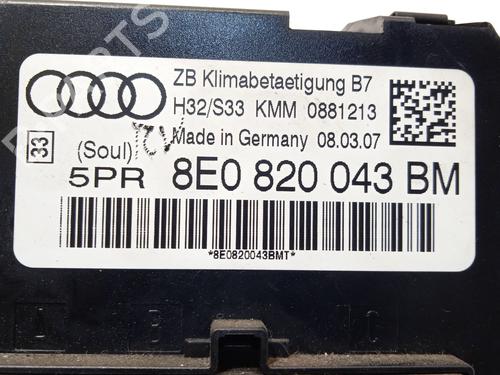 ZB Klimabetaetigung B7
H32/S33 KMM 0881213
Made in Germany 08.03.07
33
(Soul)
5PR 8E0 820 043 BM
*8E0820043BMT*
A B C